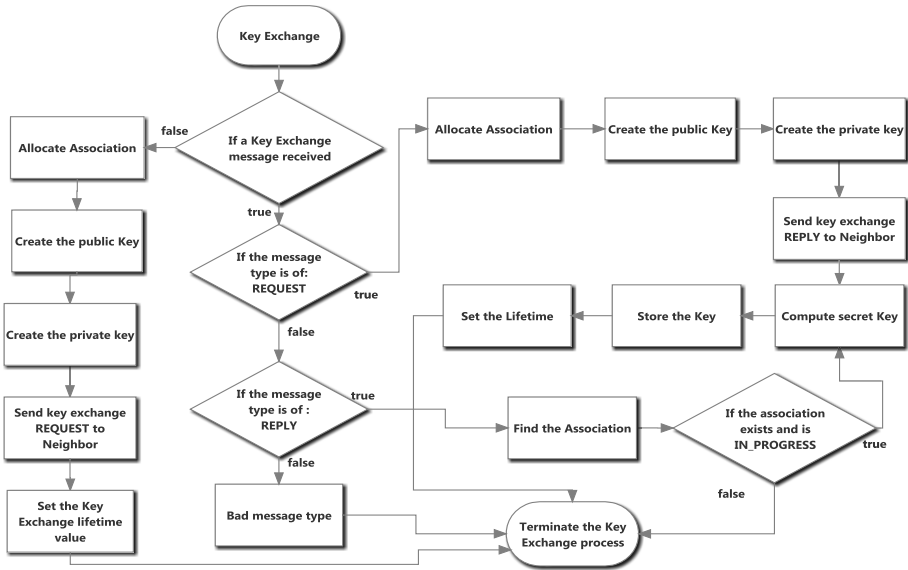 Key Exchange
If a Key Exchange
message received
false
true
Allocate Association
Create the public Key
Create the private key
Send key exchange
REQUEST to
Neighbor
Set the Key
Exchange lifetime
value
If the message
type is of:
REQUEST
true
false
Allocate Association
Create the public Key
Create the private key
Send key exchange
REPLY to Neighbor
Compute secret Key
Store the Key
Set the Lifetime
If the message
type is of :
REPLY
true
false
Find the Association
If the association
exists and is
IN_PROGRESS
true
false
Bad message type
Terminate the Key
Exchange process